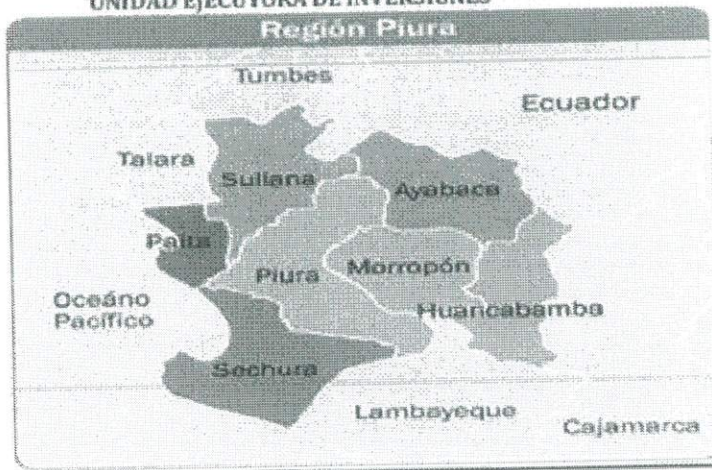 UNIDAD EJECUTORA DE INVERSIONES
Región Piura
Tumbes
Ecuador
Talara
Sullana
Ayabaca
Paita
Piura
Morropón
Oceáno
Pacífico
Huancabamba
Sechura
Lambayeque
Cajamarca